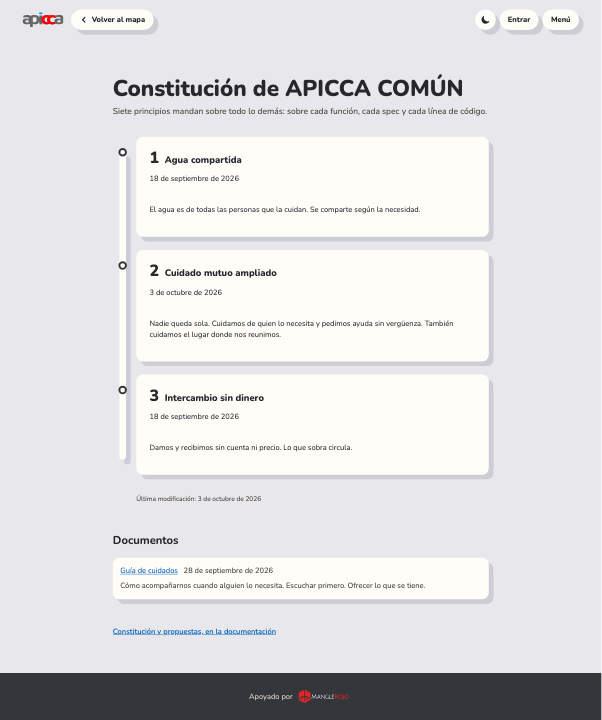 apicca
Volver al mapa
Entrar
Menú
Constitución de APICCA COMÚN
Siete principios mandan sobre todo lo demás: sobre cada función, cada spec y cada línea de código.
1 Agua compartida
18 de septiembre de 2026
El agua es de todas las personas que la cuidan. Se comparte según la necesidad.
2 Cuidado mutuo ampliado
3 de octubre de 2026
Nadie queda sola. Cuidamos de quien lo necesita y pedimos ayuda sin vergüenza. También
cuidamos el lugar donde nos reunimos.
3 Intercambio sin dinero
18 de septiembre de 2026
Damos y recibimos sin cuenta ni precio. Lo que sobra circula.
Última modificación: 3 de octubre de 2026
Documentos
Guía de cuidados 28 de septiembre de 2026
Cómo acompañarnos cuando alguien lo necesita. Escuchar primero. Ofrecer lo que se tiene.
Constitución y propuestas, en la documentación
Apoyado por MANGLEROJO